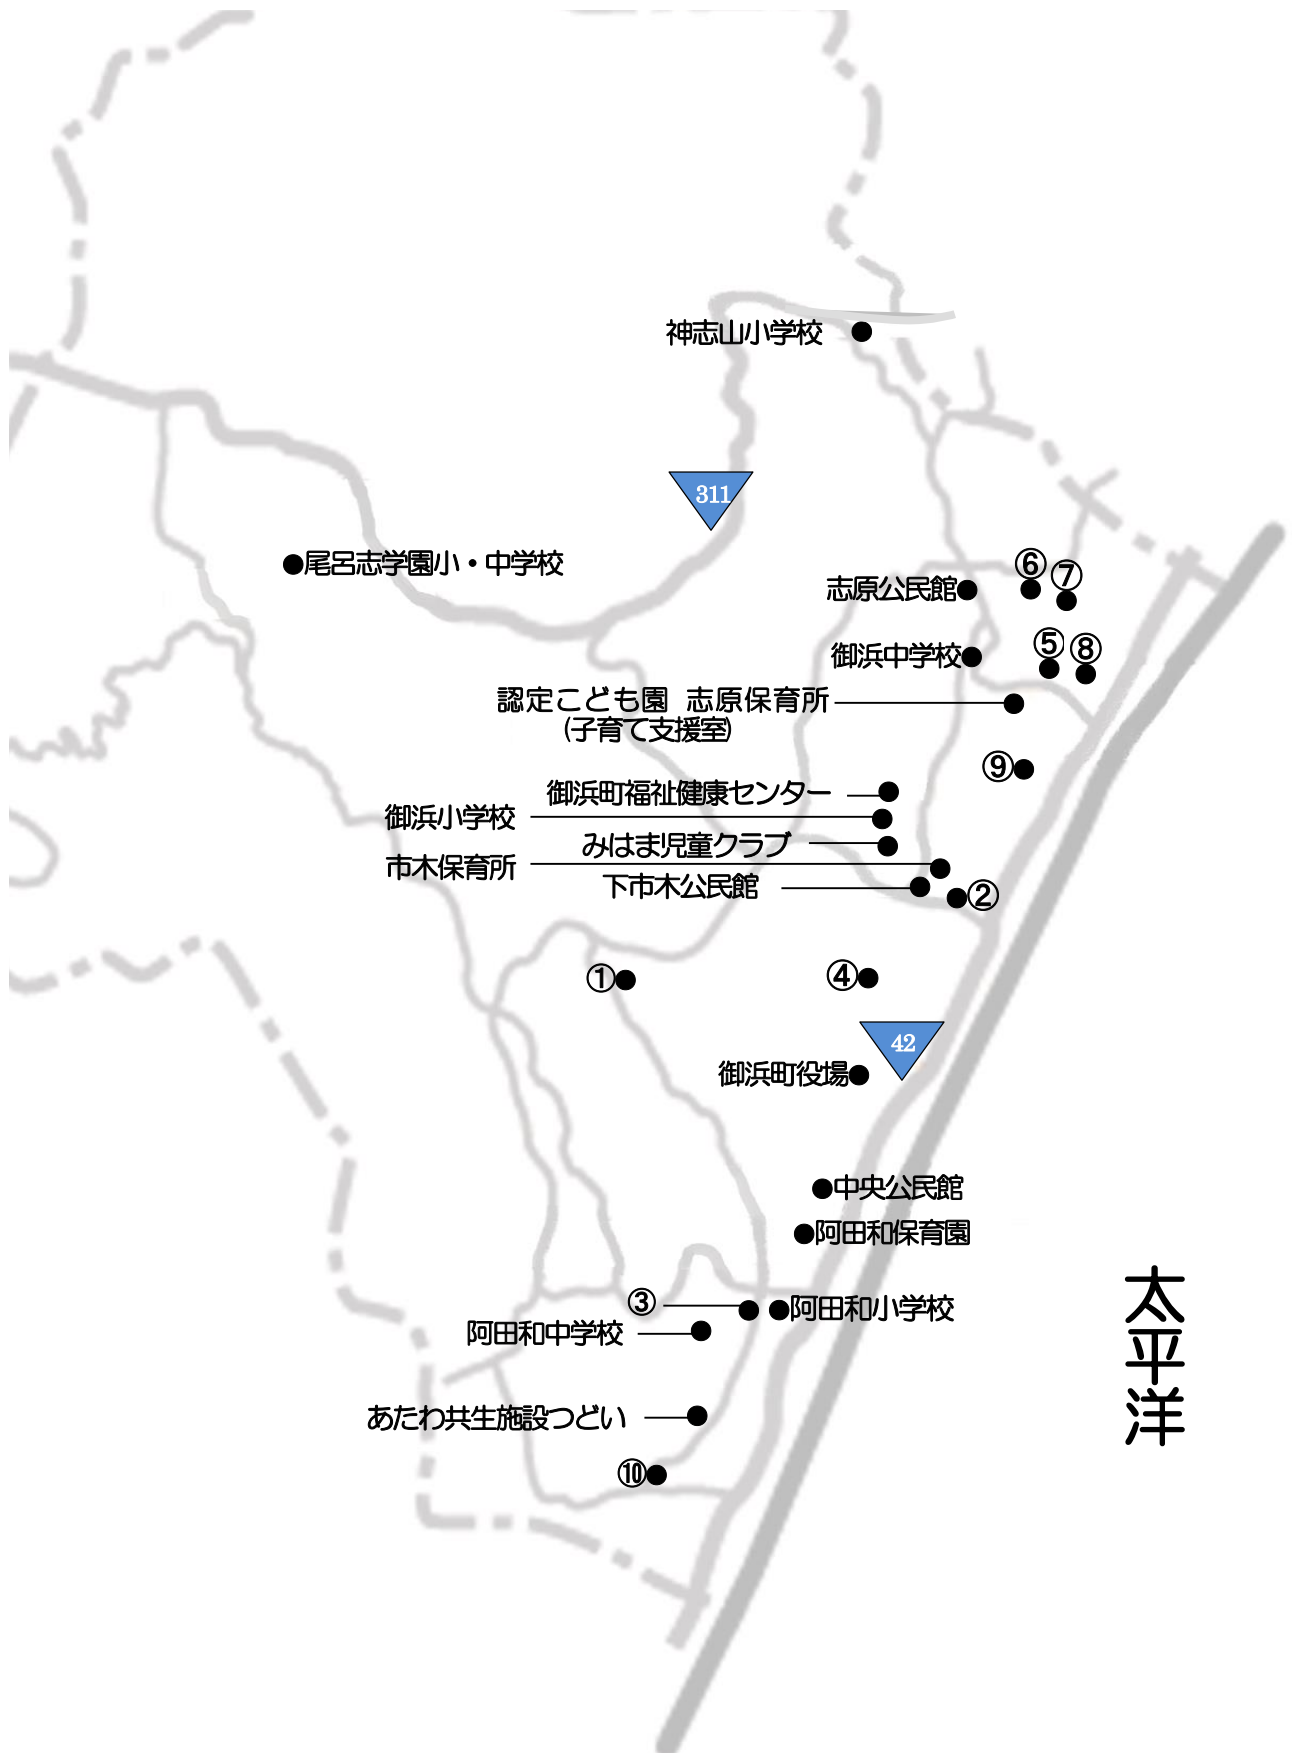 神志山小学校
311
尾呂志学園小・中学校
⑥
⑦
志原公民館
⑤
⑧
御浜中学校
認定こども園 志原保育所
(子育て支援室)
⑨
御浜町福祉健康センター
御浜小学校
みはま児童クラブ
市木保育所
下市木公民館
②
①
④
42
御浜町役場
中央公民館
阿田和保育園
太平洋
③
阿田和小学校
阿田和中学校
あたわ共生施設つどい
⑩